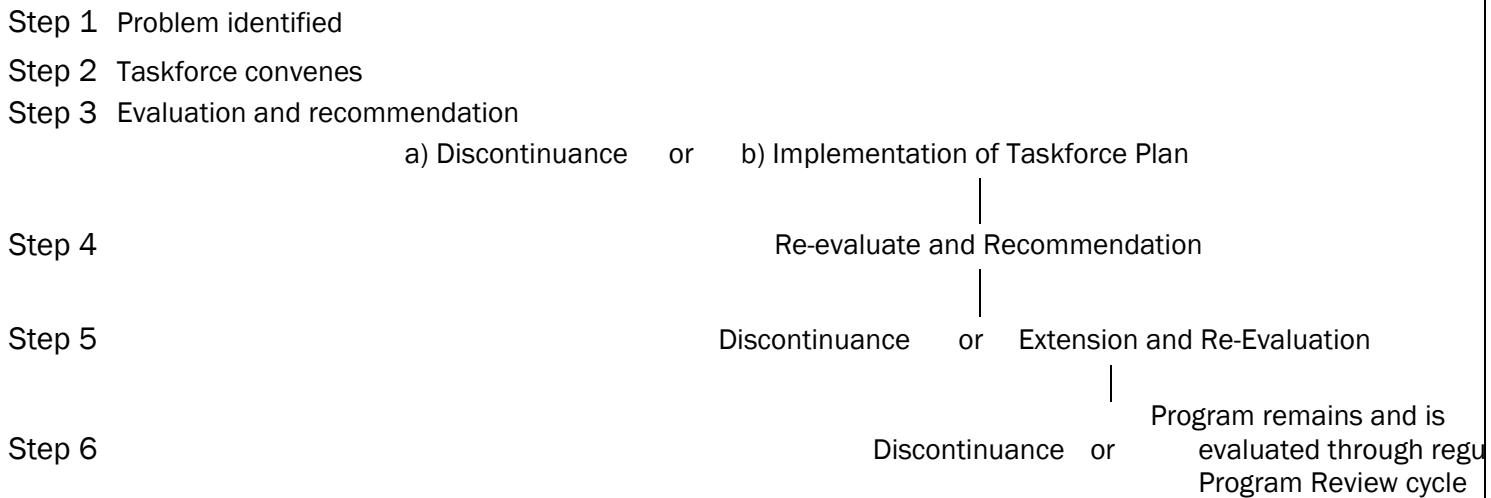 Step 1 Problem identified
Step 2 Taskforce convenes
Step 3 Evaluation and recommendation
a) Discontinuance or b) Implementation of Taskforce Plan
Step 4 Re-evaluate and Recommendation
Step 5 Discontinuance or Extension and Re-Evaluation
Program remains and is
Step 6 Discontinuance or evaluated through
Program Review cycle